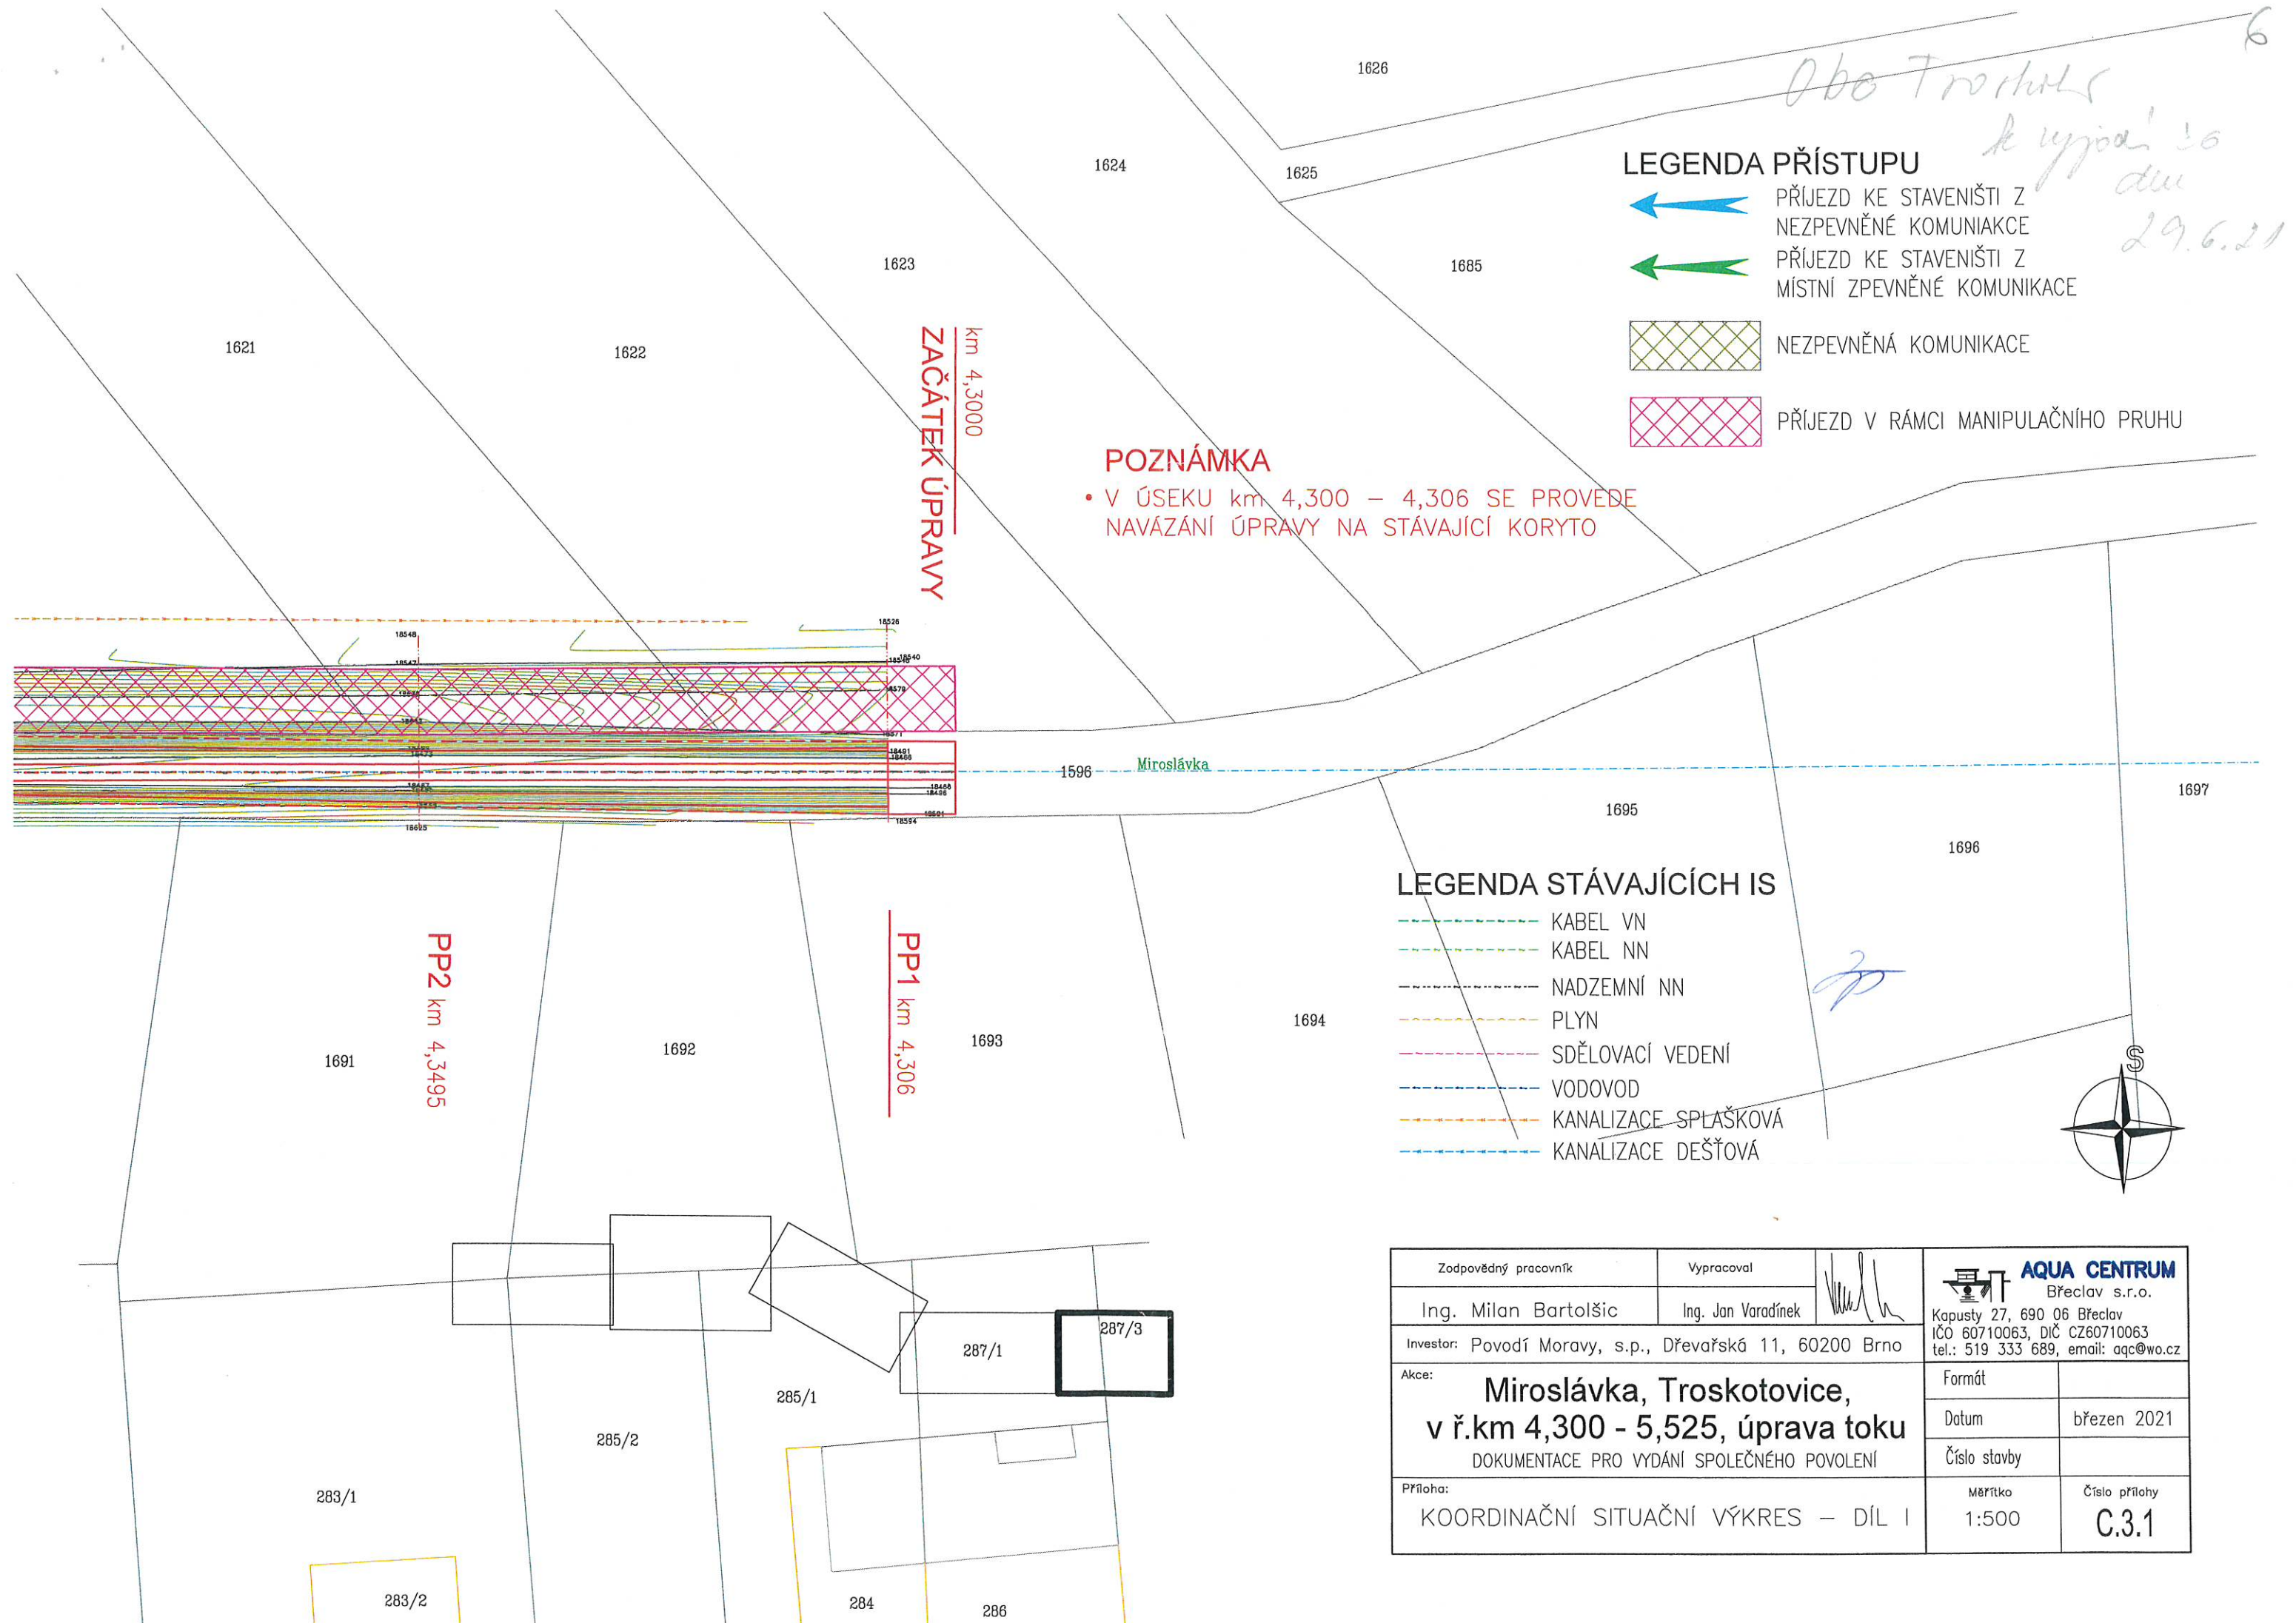 6
1626
1624
1625
1623
1685
1621
1622
LEGENDA PŘÍSTUPU
PŘÍJEZD KE STAVENIŠTI Z
NEZPEVNĚNÉ KOMUNIAKCE
PŘÍJEZD KE STAVENIŠTI Z
MÍSTNÍ ZPEVNĚNÉ KOMUNIKACE
NEZPEVNĚNÁ KOMUNIKACE
PŘÍJEZD V RÁMCI MANIPULAČNÍHO PRUHU
29.6.21
km 4,3000
ZAČÁTEK ÚPRAVY
POZNÁMKA
• V ÚSEKU km 4,300 – 4,306 SE PROVEDE
NAVÁZÁNÍ ÚPRAVY NA STÁVAJÍCÍ KORYTO
18526
18548
18547
18540
18491
18594
1596
Miroslávka
1695
1696
1697
PP2 km 4,3495
PP1 km 4,306
1691
1692
1693
1694
LEGENDA STÁVAJÍCÍCH IS
KABEL VN
KABEL NN
NADZEMNÍ NN
PLYN
SDĚLOVACÍ VEDENÍ
VODOVOD
KANALIZACE SPLAŠKOVÁ
KANALIZACE DEŠŤOVÁ
S
287/1
287/3
285/1
285/2
283/1
283/2
284
286
Zodpovědný pracovník
Vypracoval
Ing. Milan Bartolšic
Ing. Jan Varadínek
Investor: Povodí Moravy, s.p., Dřevařská 11, 60200 Brno
Akce:
Miroslávka, Troskotovice,
v ř.km 4,300 - 5,525, úprava toku
DOKUMENTACE PRO VYDÁNÍ SPOLEČNÉHO POVOLENÍ
Příloha:
KOORDINAČNÍ SITUAČNÍ VÝKRES – DÍL I
AQUA CENTRUM
Břeclav s.r.o.
Kapusty 27, 690 06 Břeclav
IČO 60710063, DIČ CZ60710063
tel.: 519 333 689, email: aqc@wo.cz
Formát
Datum
březen 2021
Číslo stavby
Měřítko
1:500
Číslo přílohy
C.3.1